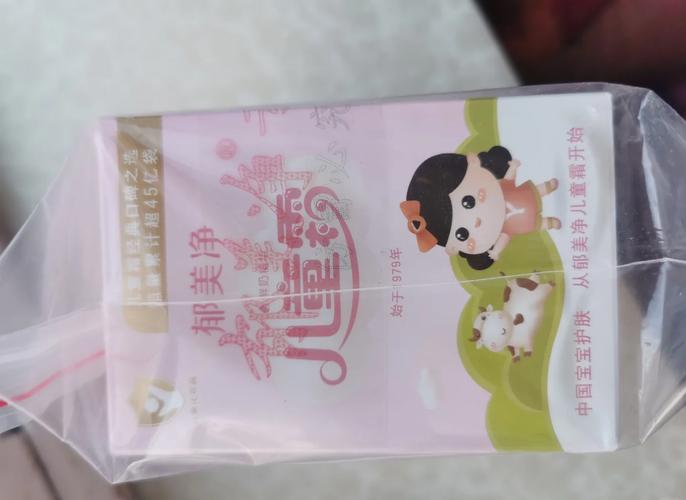 儿童霜经典口碑之选
累计超45亿袋
郁美净
鲜奶
儿童霜
始于1979年
中国宝宝护肤 从郁美净儿童霜开始